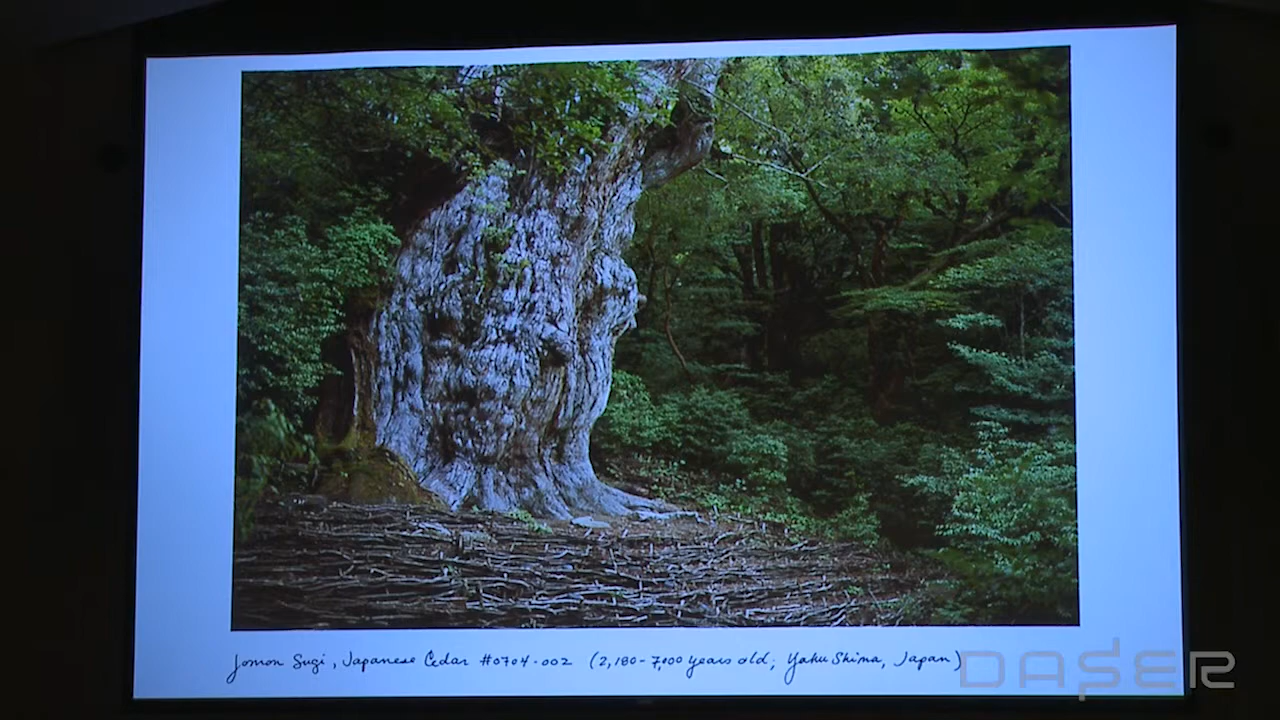 Jomon Sugi, Japanese Cedar #0704-002 (2,180-7,000 years old; Yaku Shima, Japan)
DASER